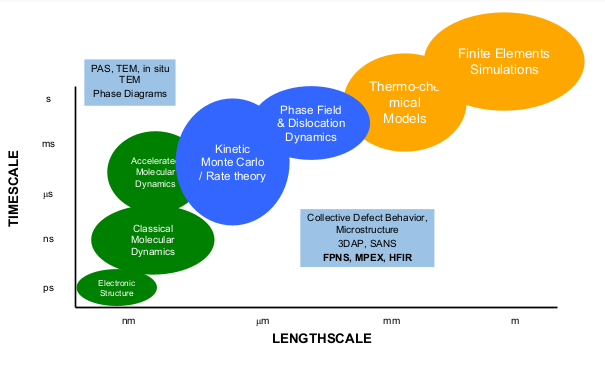 Finite Elements
Simulations
PAS, TEM, in situ
TEM
Phase Diagrams
Thermo-che
mical
Models
Phase Field
& Dislocation
Dynamics
Kinetic
Monte Carlo
/ Rate theory
Accelerated
Molecular
Dynamics
Classical
Molecular
Dynamics
Electronic
Structure
Collective Defect Behavior,
Microstructure
3DAP, SANS
FPNS, MPEX, HFIR
TIMESCALE
s
ms
μs
ns
ps
nm
μm
mm
m
LENGTHSCALE